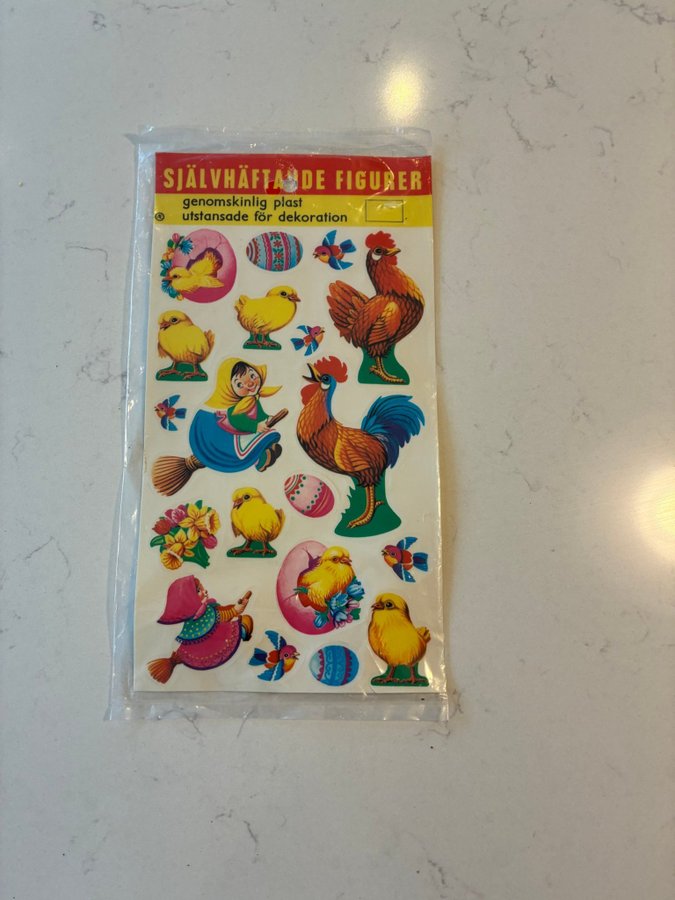 SJÄLVHÄFTANDE FIGURER
genomskinlig plast
utstansade för dekoration